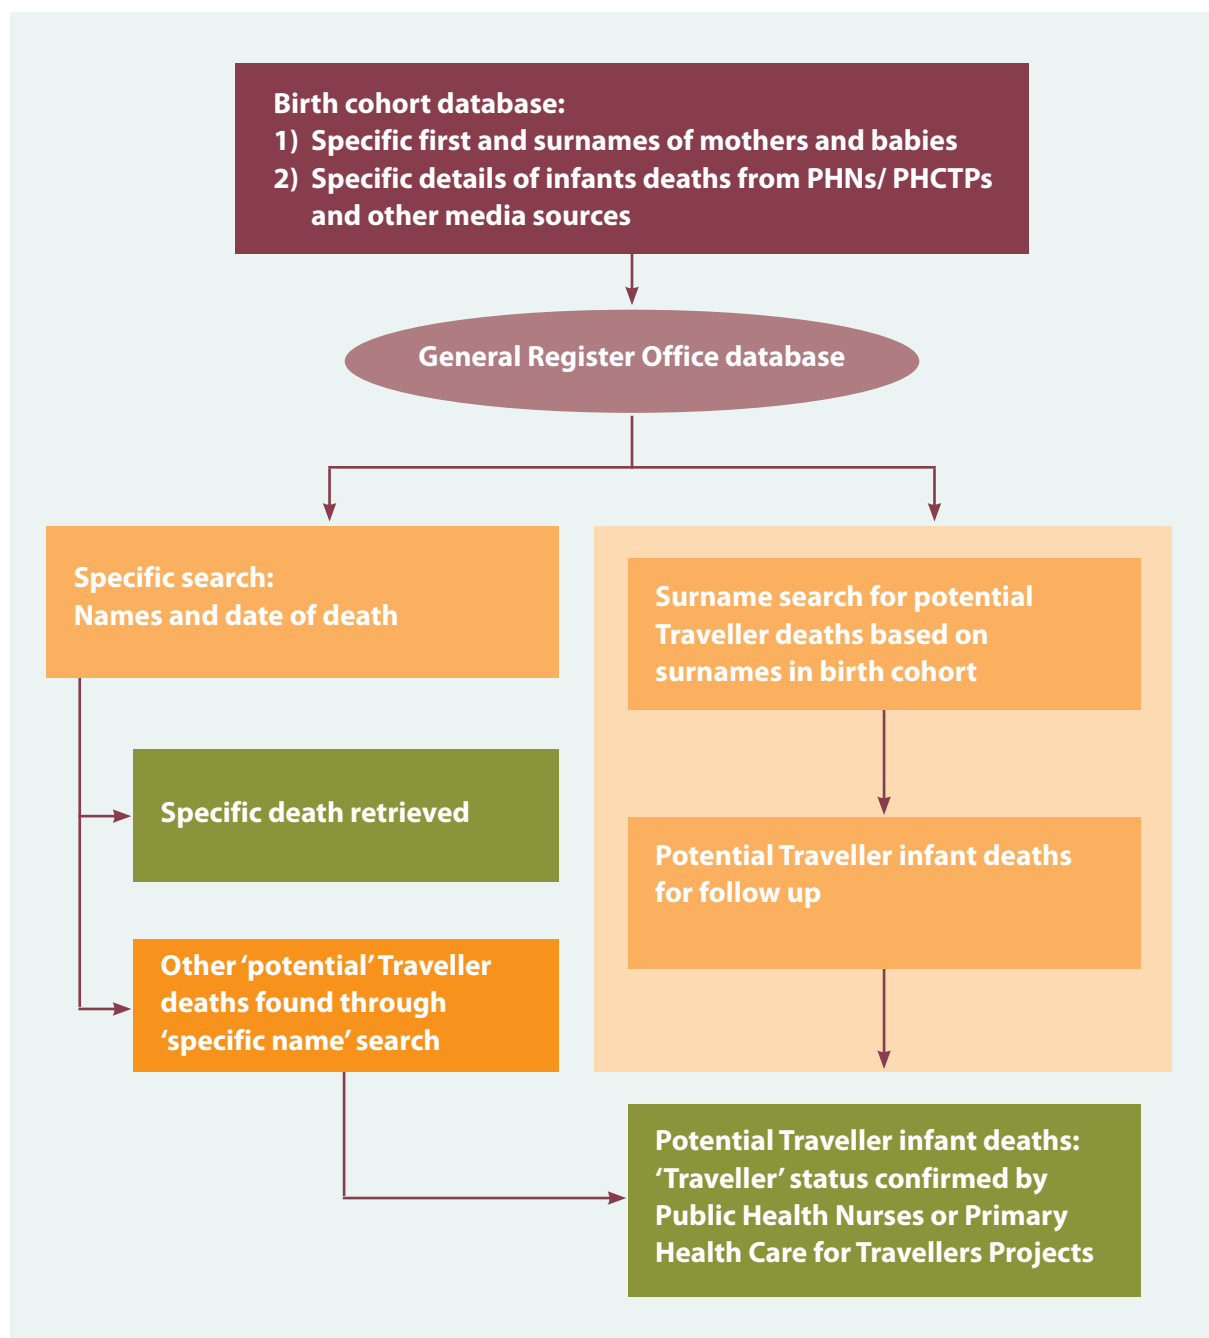 Birth cohort database:
1) Specific first and surnames of mothers and babies
2) Specific details of infants deaths from PHNs/ PHCTPs
and other media sources
General Register Office database
Specific search:
Names and date of death
Specific death retrieved
Other ‘potential’ Traveller
deaths found through
‘specific name’ search
Surname search for potential
Traveller deaths based on
surnames in birth cohort
Potential Traveller infant deaths
for follow up
Potential Traveller infant deaths:
‘Traveller’ status confirmed by
Public Health Nurses or Primary
Health Care for Travellers Projects